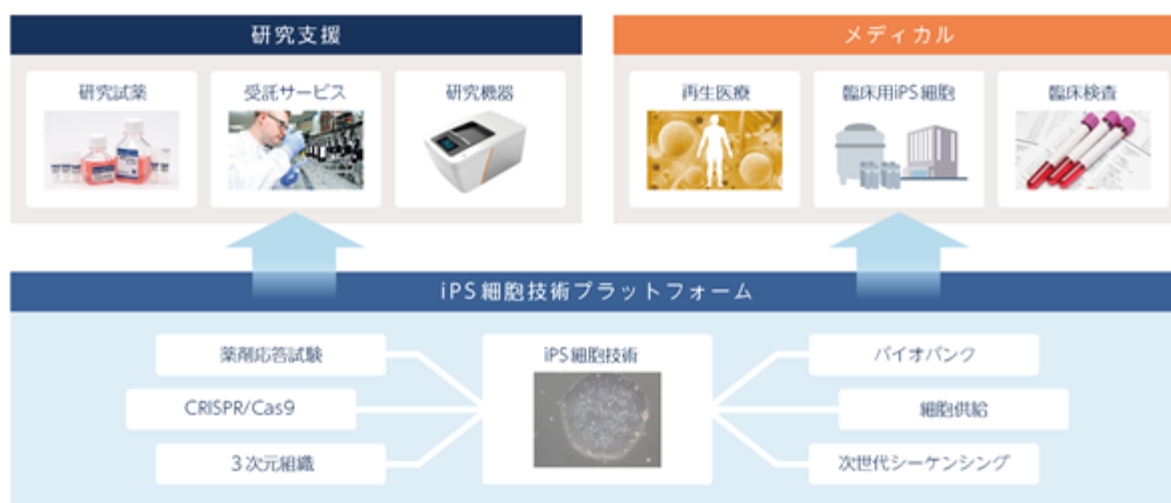 研究支援
研究試薬
受託サービス
研究機器
メディカル
再生医療
臨床用iPS細胞
臨床検査
iPS細胞技術プラットフォーム
薬剤応答試験
CRISPR/Cas9
3次元組織
iPS細胞技術
バイオバンク
細胞供給
次世代シーケンシング